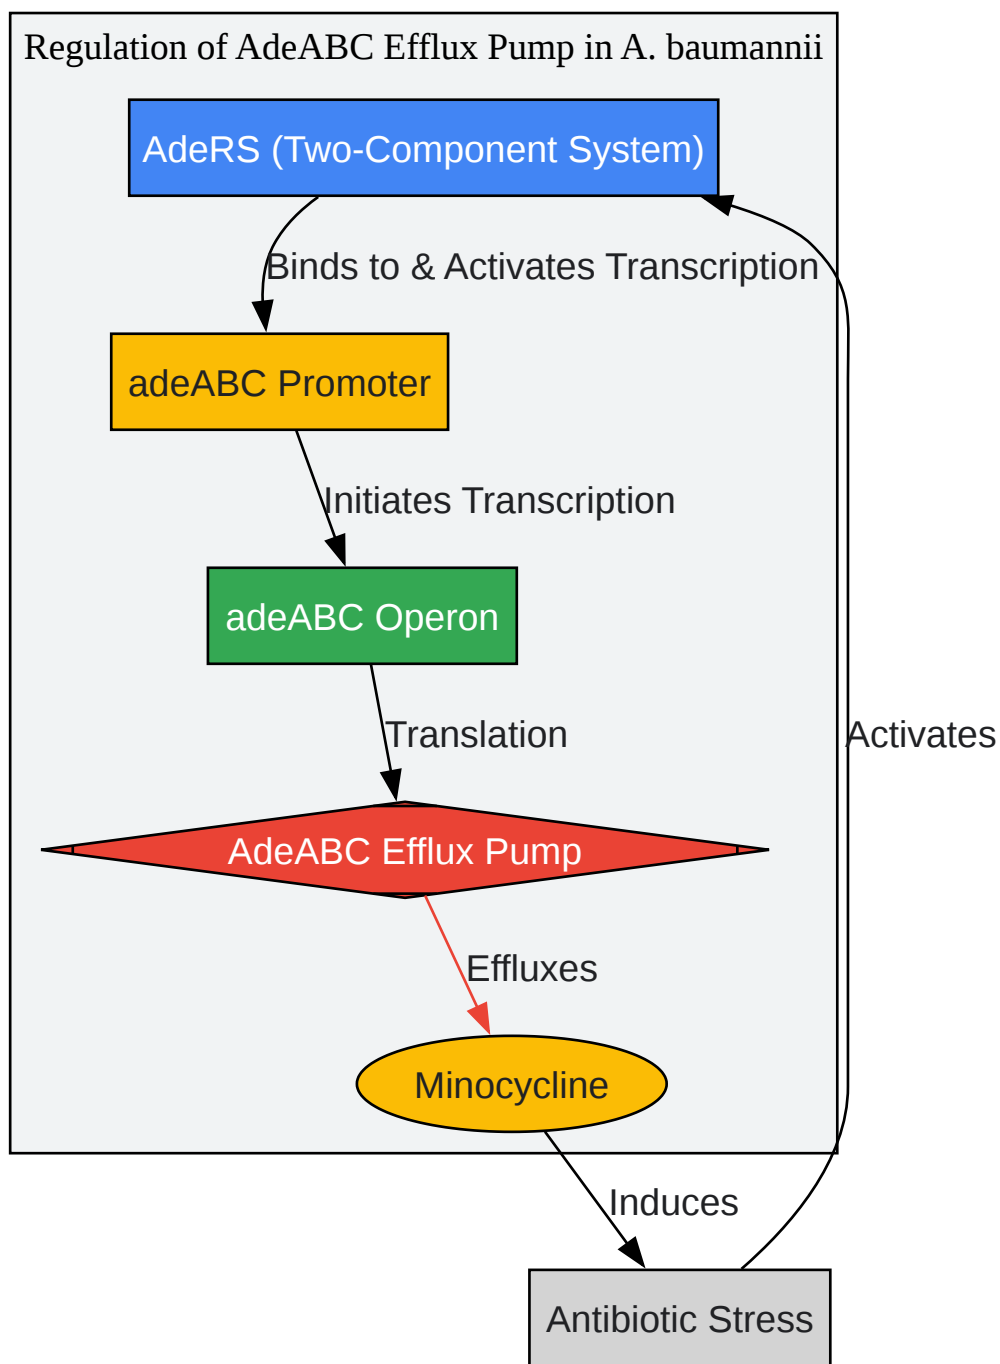 Regulation of AdeABC Efflux Pump in A. baumannii
AdeRS (Two-Component System)
Binds to & Activates Transcription
adeABC Promoter
Initiates Transcription
adeABC Operon
Translation
Activates
AdeABC Efflux Pump
Effluxes
Minocycline
Induces
Antibiotic Stress